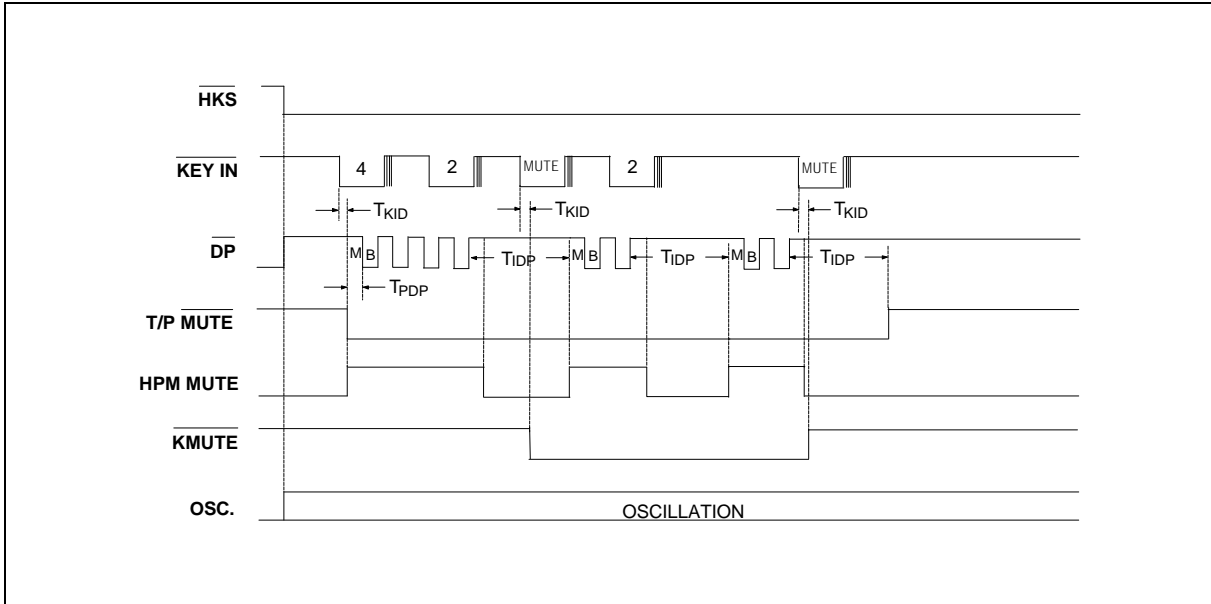 HKS
KEY IN
4
2
MUTE
2
MUTE
TKID
TKID
TKID
DP
M B
TIDP
M B
TIDP
M B
TIDP
TPDP
T/P MUTE
HPM MUTE
KMUTE
OSC.
OSCILLATION